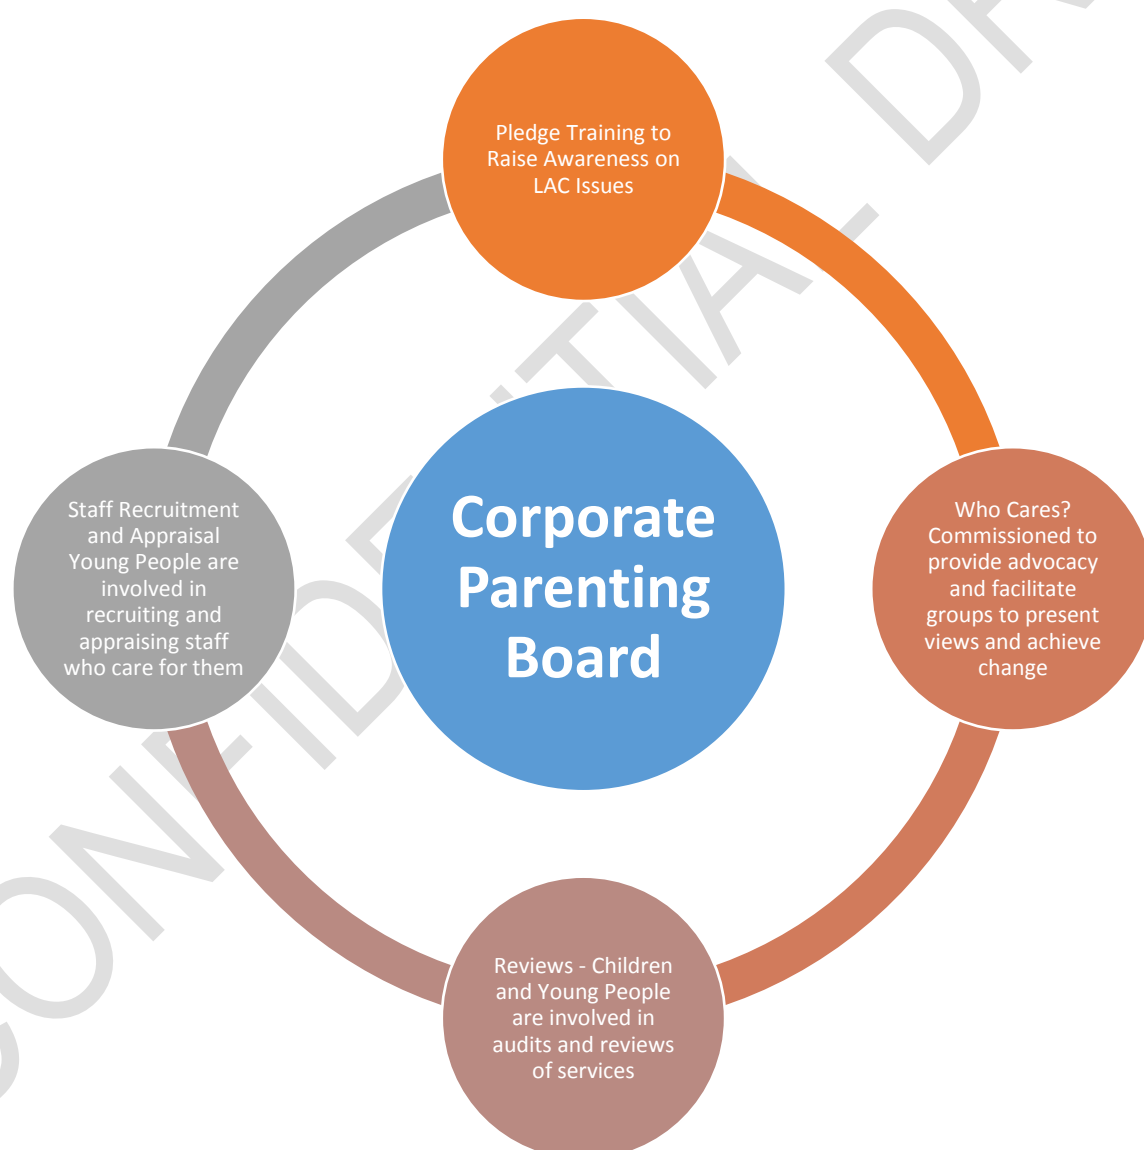 Pledge Training to
Raise Awareness on
LAC Issues
Corporate
Parenting
Board
Staff Recruitment
and Appraisal
Young People are
involved in
recruiting and
appraising staff
who care for them
Who Cares?
Commissioned to
provide advocacy
and facilitate
groups to present
views and achieve
change
Reviews - Children
and Young People
are involved in
audits and reviews
of services